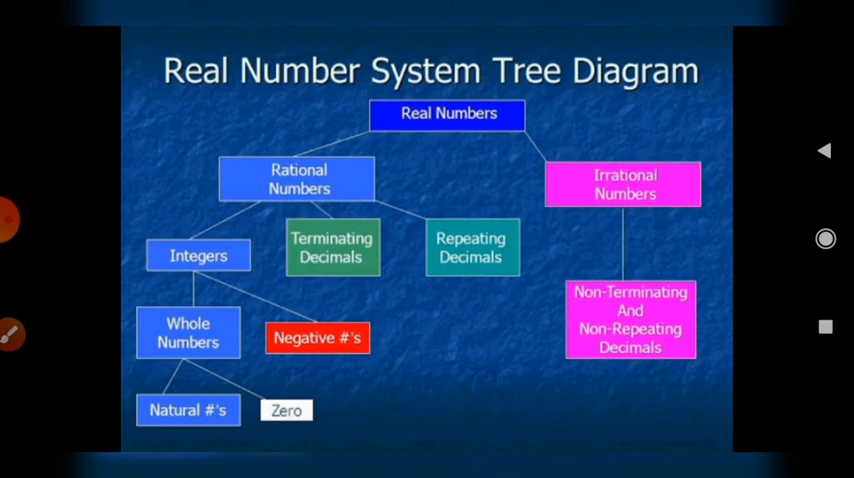 Real Number System Tree Diagram
Real Numbers
Rational
Numbers
Irrational
Numbers
Integers
Terminating
Decimals
Repeating
Decimals
Whole
Numbers
Negative #'s
Non-Terminating
And
Non-Repeating
Decimals
Natural #'s
Zero